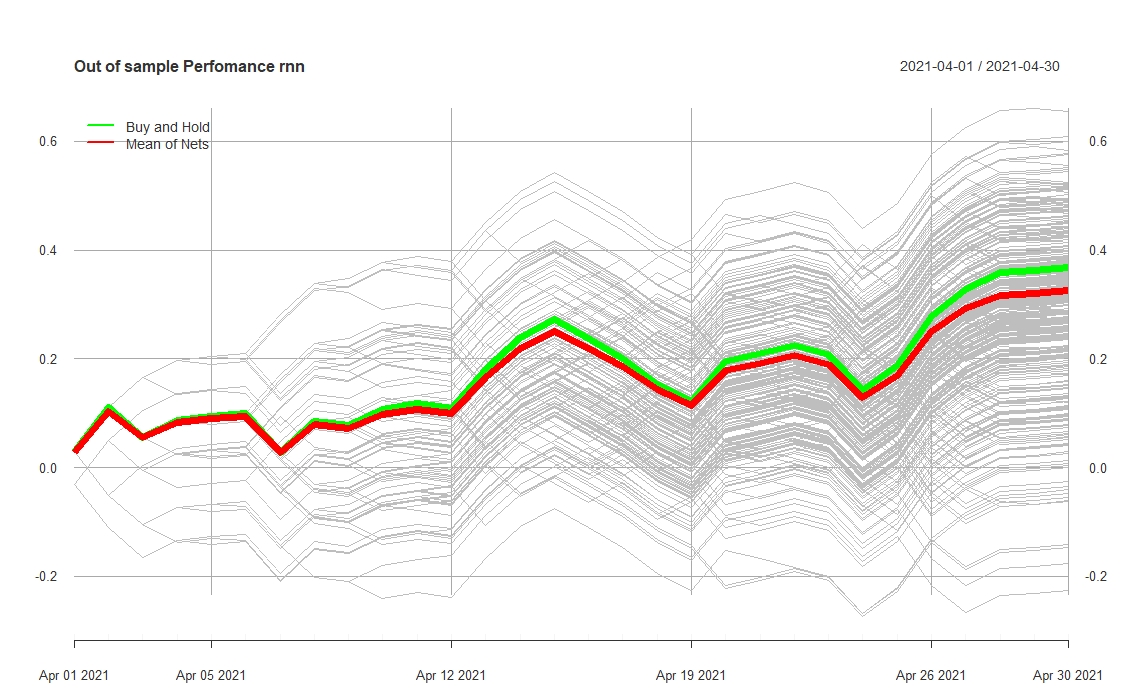 Out of sample Perfomance rnn
2021-04-01 / 2021-04-30
Buy and Hold
Mean of Nets
0.6
0.6
0.4
0.4
0.2
0.2
0.0
0.0
-0.2
-0.2
Apr 01 2021
Apr 05 2021
Apr 12 2021
Apr 19 2021
Apr 26 2021
Apr 30 2021